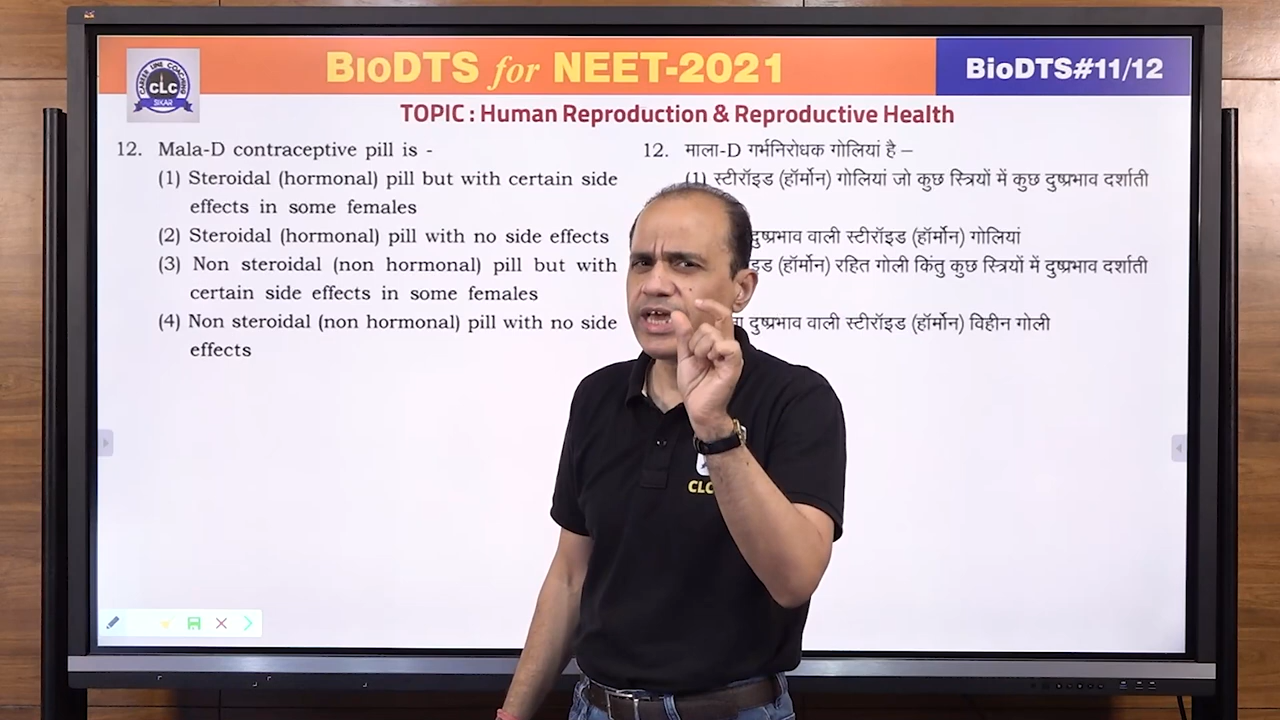 BIODTS for NEET-2021
BioDTS#11/12
CAREER LINE COACHING
CLC
SIKAR
TOPIC : Human Reproduction & Reproductive Health
12. Mala-D contraceptive pill is -
(1) Steroidal (hormonal) pill but with certain side
effects in some females
(2) Steroidal (hormonal) pill with no side effects
(3) Non steroidal (non hormonal) pill but with
certain side effects in some females
(4) Non steroidal (non hormonal) pill with no side
effects
12. माला-D गर्भनिरोधक गोलियां है –
(1) स्टीरॉइड (हॉर्मोन) गोलियां जो कुछ स्त्रियों में कुछ दुष्प्रभाव दर्शाती
दुष्प्रभाव वाली स्टीरॉइड (हॉर्मोन) गोलियां
(हॉर्मोन) रहित गोली किंतु कुछ स्त्रियों में दुष्प्रभाव दर्शाती
दुष्प्रभाव वाली स्टीरॉइड (हॉर्मोन) विहीन गोली
CLC